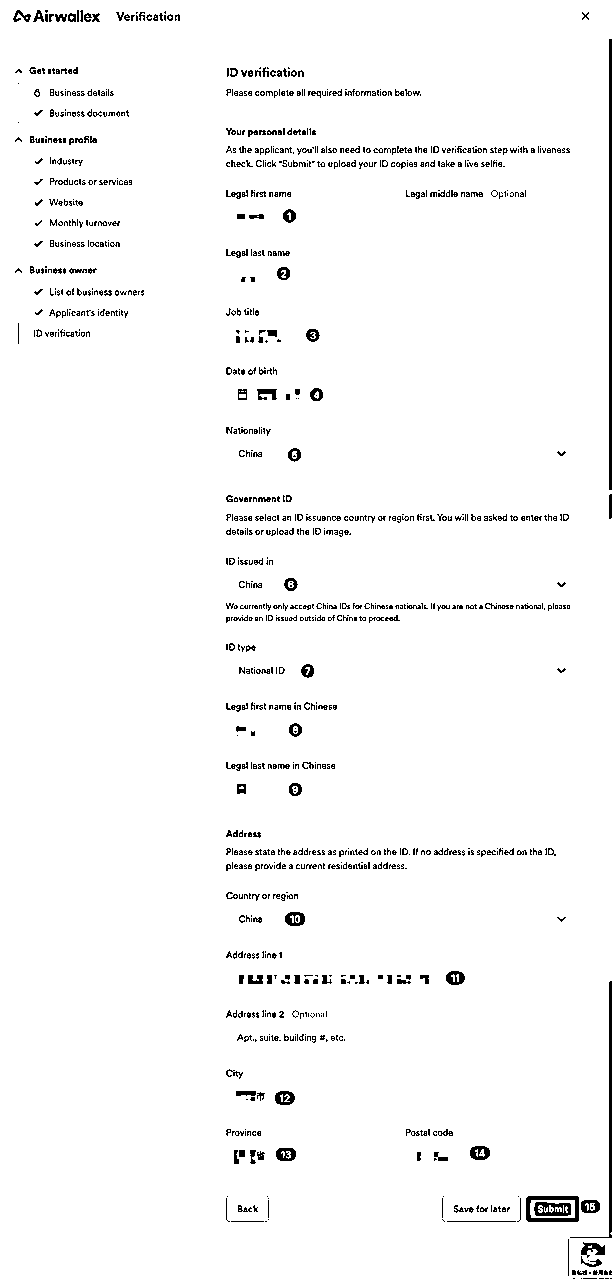 Airwallex Verification
Get started
Business details
Business document
Business profile
Industry
Products or services
Website
Monthly turnover
Business location
Business owner
List of business owners
Applicant's identity
ID verification
ID verification
Please complete all required information below.
Your personal details
As the applicant, you'll also need to complete the ID verification step with a liveness
check. Click "Submit" to upload your ID copies and take a live selfie.
Legal first name Legal middle name Optional
1
Legal last name
2
Job title
3
Date of birth
4
Nationality
China 5
Government ID
Please select an ID issuance country or region first. You will be asked to enter the ID
details or upload the ID image.
ID issued in
China 6
We currently only accept China IDs for Chinese nationals. If you are not a Chinese national, please
provide an ID issued outside of China to proceed.
ID type
National ID 7
Legal first name in Chinese
8
Legal last name in Chinese
9
Address
Please state the address as printed on the ID. If no address is specified on the ID,
please provide a current residential address.
Country or region
China 10
Address line 1
11
Address line 2 Optional
Apt., suite, building #, etc.
City
12
Province Postal code
13 14
Back Save for later Submit 15